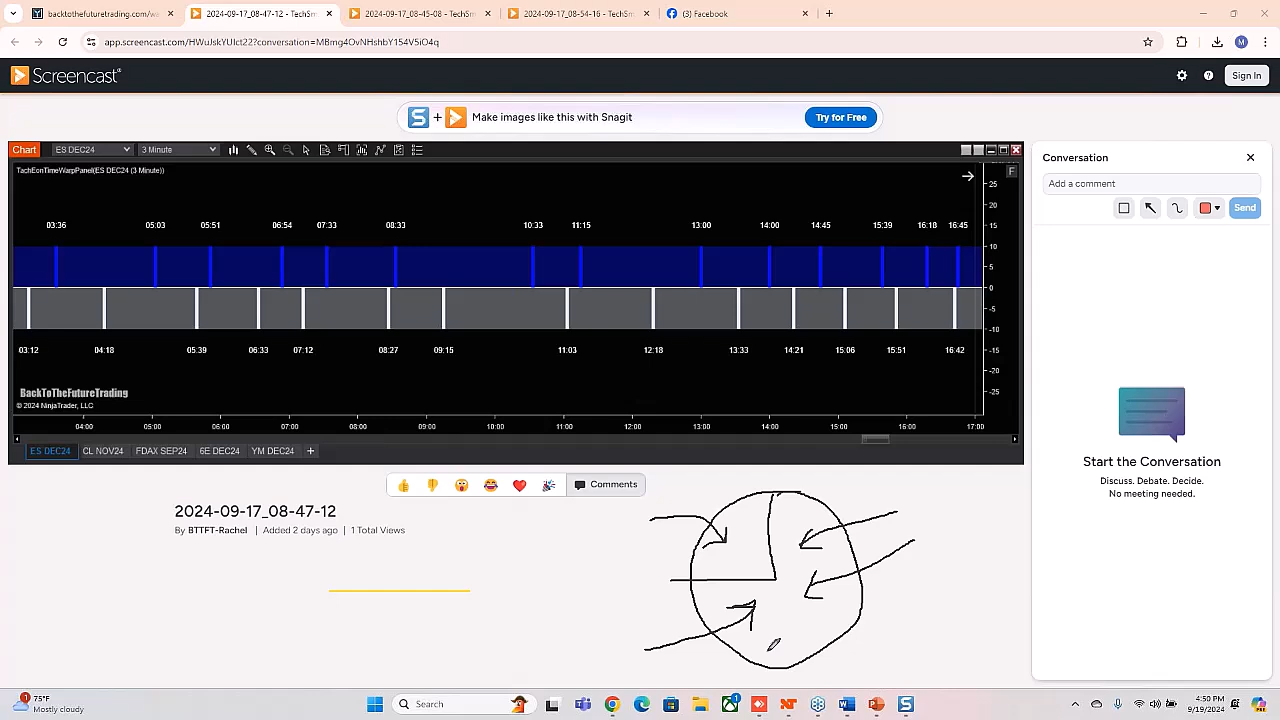 backtothefuturetrading.com/wa
2024-09-17_08-47-12 - TechSm
2024-09-17_08-45 - TechSm
2024-09-17_08-54-16 - TechSm
(3) Facebook
app.screencast.com/HWuJskYUIct22?conversation=MBmg4OvNHshbY154V5iO4q
M
Screencast
Sign In
S + Make images like this with Snagit
Try for Free
Chart ES DEC24 3 Minute
TachEonTimeWarpPanel(ES DEC24 (3 Minute))
F
03:36 05:03 05:51 06:54 07:33 08:33 10:33 11:15 13:00 14:00 14:45 15:39 16:18 16:45
25
20
15
10
5
0
-5
-10
-15
-20
-25
03:12 04:18 05:39 06:33 07:12 08:27 09:15 11:03 12:18 13:33 14:21 15:06 15:51 16:42
BackToTheFutureTrading
© 2024 NinjaTrader, LLC
04:00 05:00 06:00 07:00 08:00 09:00 10:00 11:00 12:00 13:00 14:00 15:00 16:00 17:00
ES DEC24 CL NOV24 FDAX SEP24 6E DEC24 YM DEC24 +
Comments
2024-09-17_08-47-12
By BTTFT-Rachel | Added 2 days ago | 1 Total Views
Conversation
Add a comment
Send
Start the Conversation
Discuss. Debate. Decide.
No meeting needed.
1
75°F
Mostly cloudy
Search
1
4:50 PM
9/19/2024